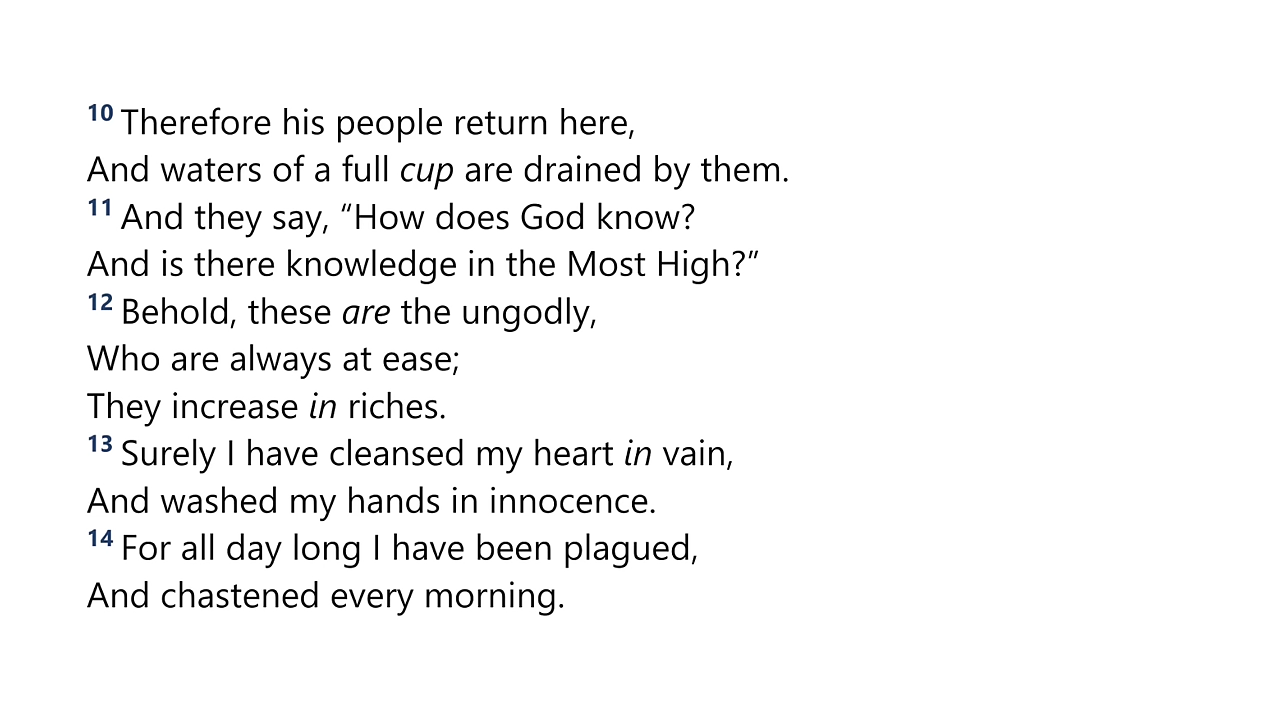 10 Therefore his people return here,
And waters of a full cup are drained by them.
11 And they say, “How does God know?
And is there knowledge in the Most High?”
12 Behold, these are the ungodly,
Who are always at ease;
They increase in riches.
13 Surely I have cleansed my heart in vain,
And washed my hands in innocence.
14 For all day long I have been plagued,
And chastened every morning.